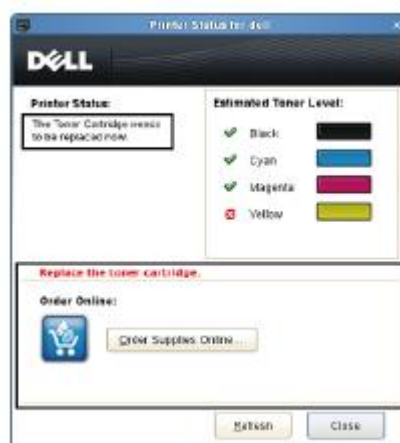 Printer Status for dell
DELL
Printer Status:
The Toner Cartridge needs
to be replaced now.
Estimated Toner Level:
Black
Cyan
Magenta
Yellow
Replace the toner cartridge.
Order Online:
Order Supplies Online...
Refresh
Close